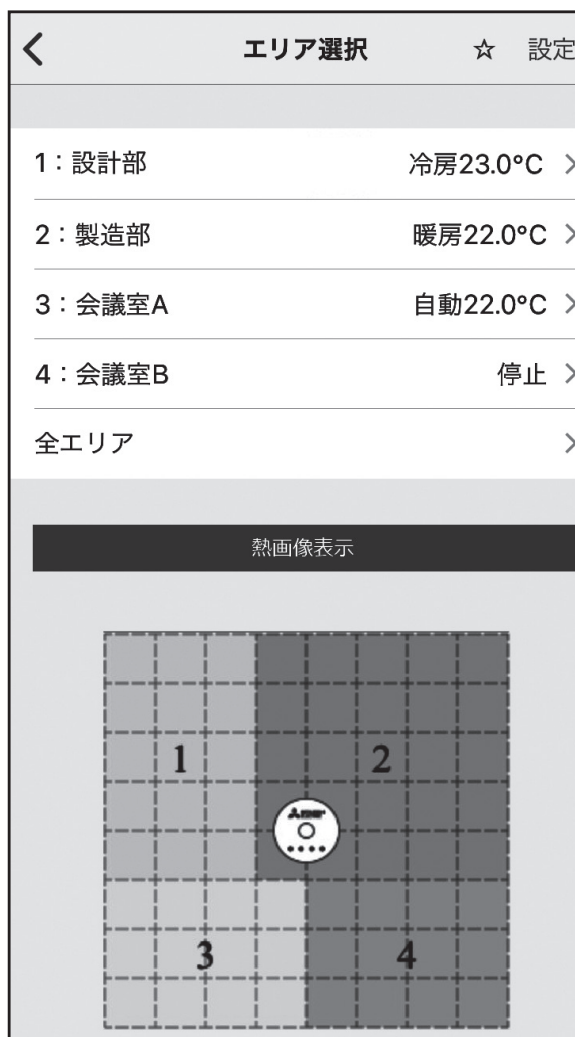 エリア選択 ☆ 設定
1：設計部 冷房23.0°C
2：製造部 暖房22.0°C
3：会議室A 自動22.0°C
4：会議室B 停止
全エリア
熱画像表示
1 2
3 4